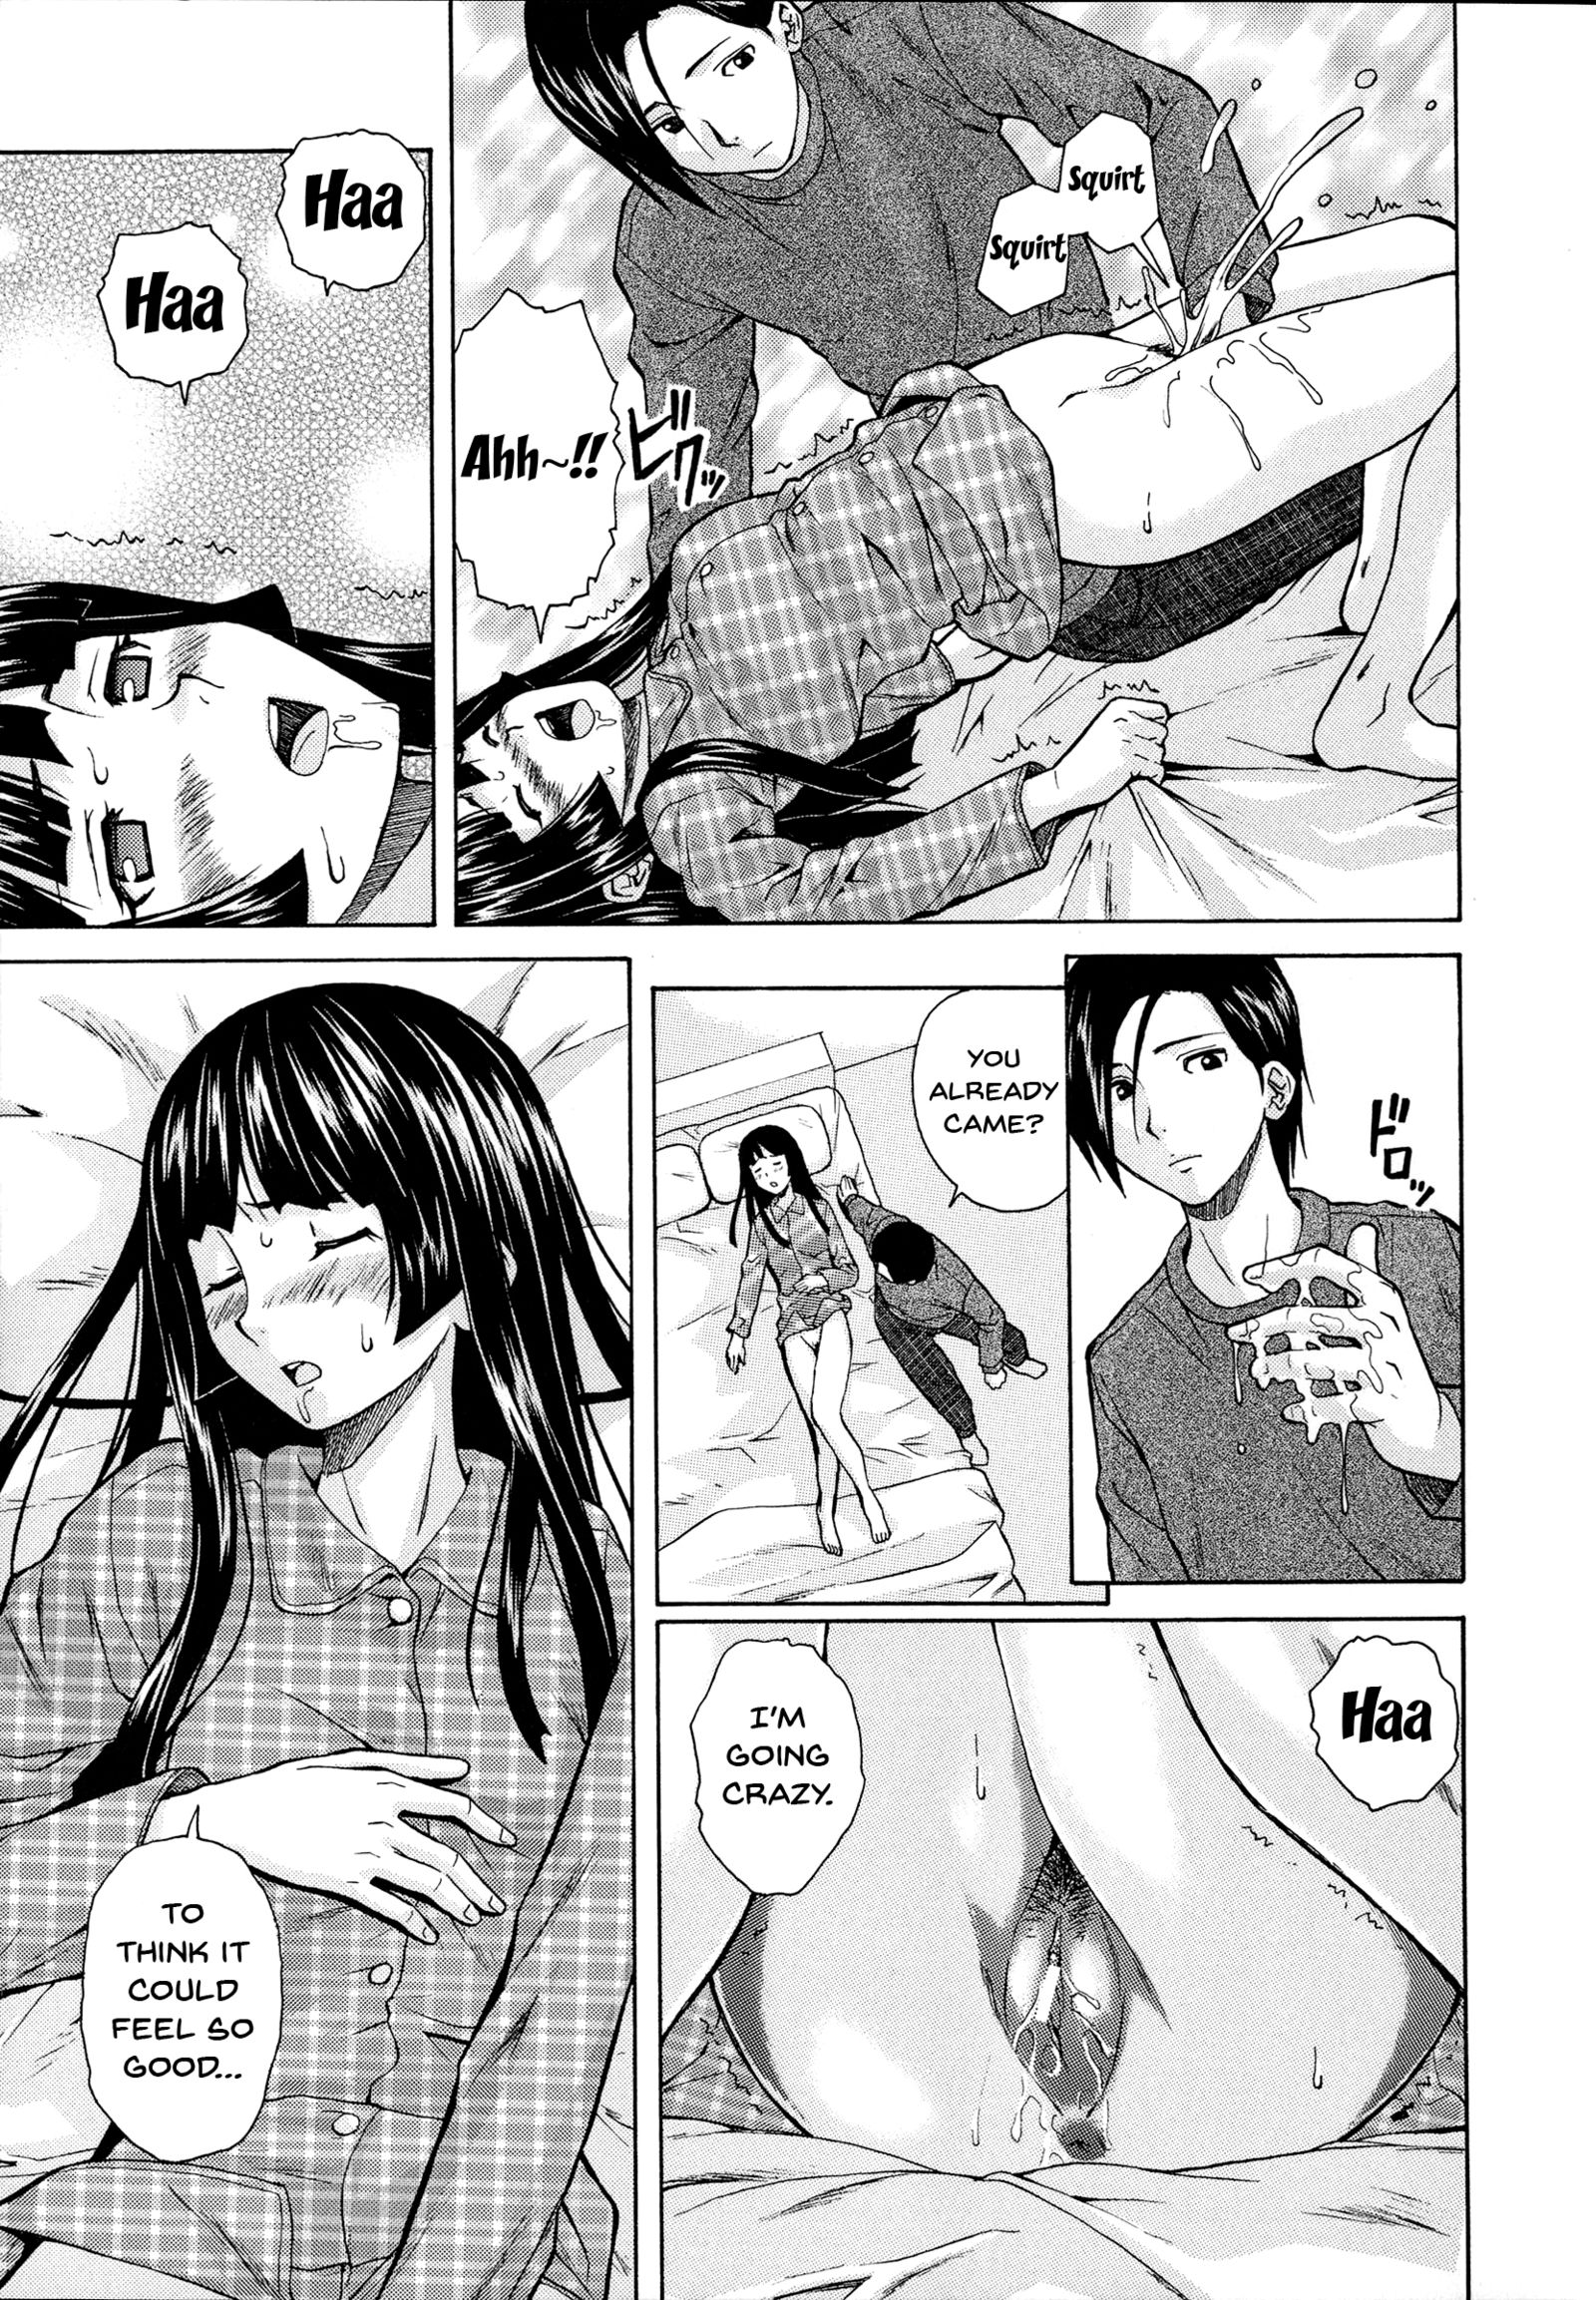 Squirt
Squirt
Ahh~!!
ビクッ
Haa
Haa
ドロッ
YOU
ALREADY
CAME?
Haa
I'M
GOING
CRAZY.
TO
THINK IT
COULD
FEEL SO
GOOD...